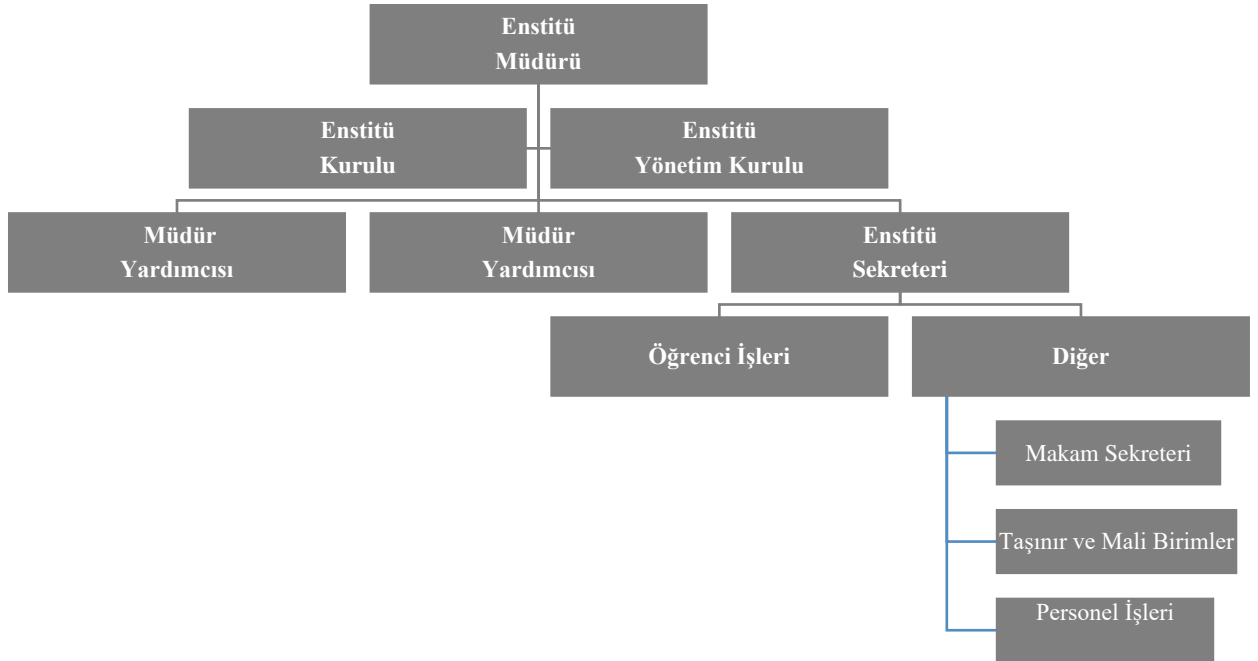 Enstitü
Müdürü
Enstitü
Kurulu
Enstitü
Yönetim Kurulu
Müdür
Yardımcısı
Müdür
Yardımcısı
Enstitü
Sekreteri
Öğrenci İşleri
Diğer
Makam Sekreteri
Taşınır ve Mali Birimler
Personel İşleri